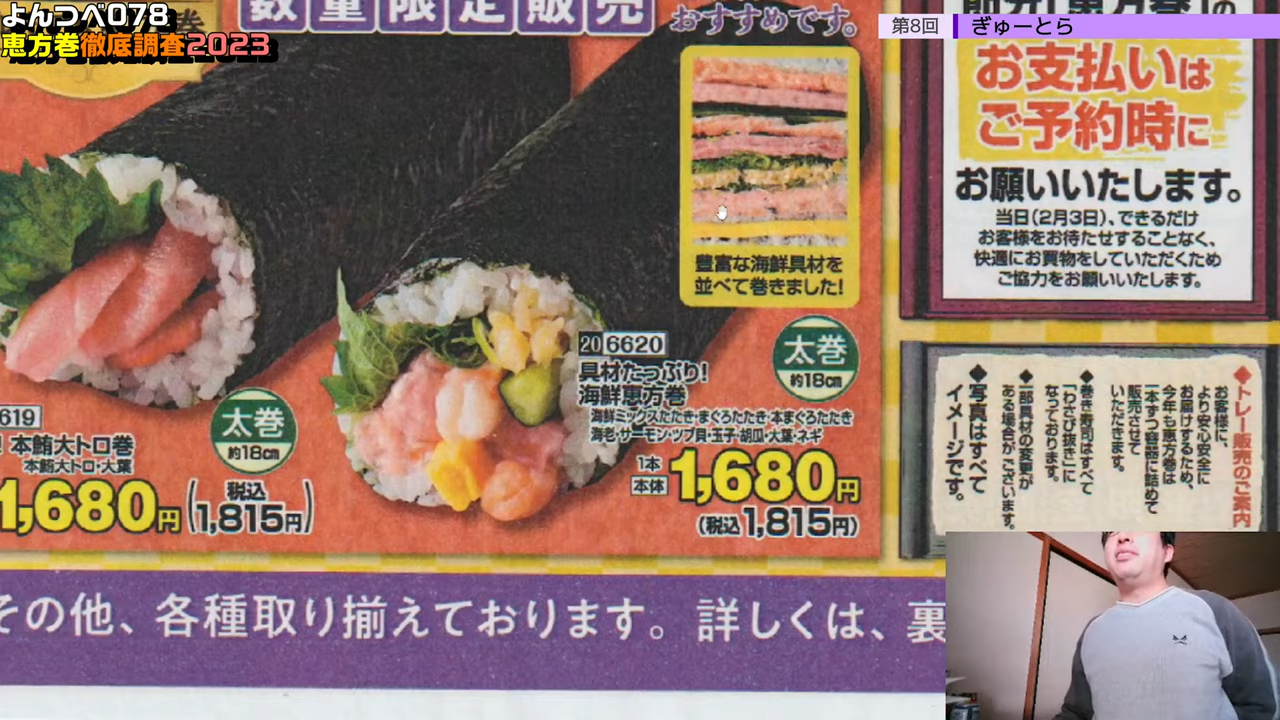 よんつべ078
恵方巻徹底調査2023
第8回
ぎゅーとら
券
数量限定販売
おすすめです。
豊富な海鮮具材を
並べて巻きました!
619
本鮪大トロ巻
本鮪大トロ・大葉
太巻
約18cm
1,680円
(税込1,815円)
20 6620
具材たっぷり!
海鮮恵方巻
海鮮ミックスたたき・まぐろたたき・本まぐろたたき
海老・サーモン・ツブ貝・玉子・胡瓜・大葉・ネギ
太巻
約18cm
1本
本体
1,680円
(税込1,815円)
お支払いは
ご予約時に
お願いいたします。
当日(2月3日)、できるだけ
お客様をお待たせすることなく、
快適にお買物をしていただくため
ご協力をお願いいたします。
◆トレー販売のご案内
お客様に、
より安心安全に
お届けするため、
今年も恵方巻は
一本ずつ容器に詰めて
販売させて
いただきます。
◆巻き寿司はすべて
「わさび抜き」に
なっております。
◆一部具材の変更が
ある場合がございます。
◆写真はすべて
イメージです。
その他、各種取り揃えております。詳しくは、裏